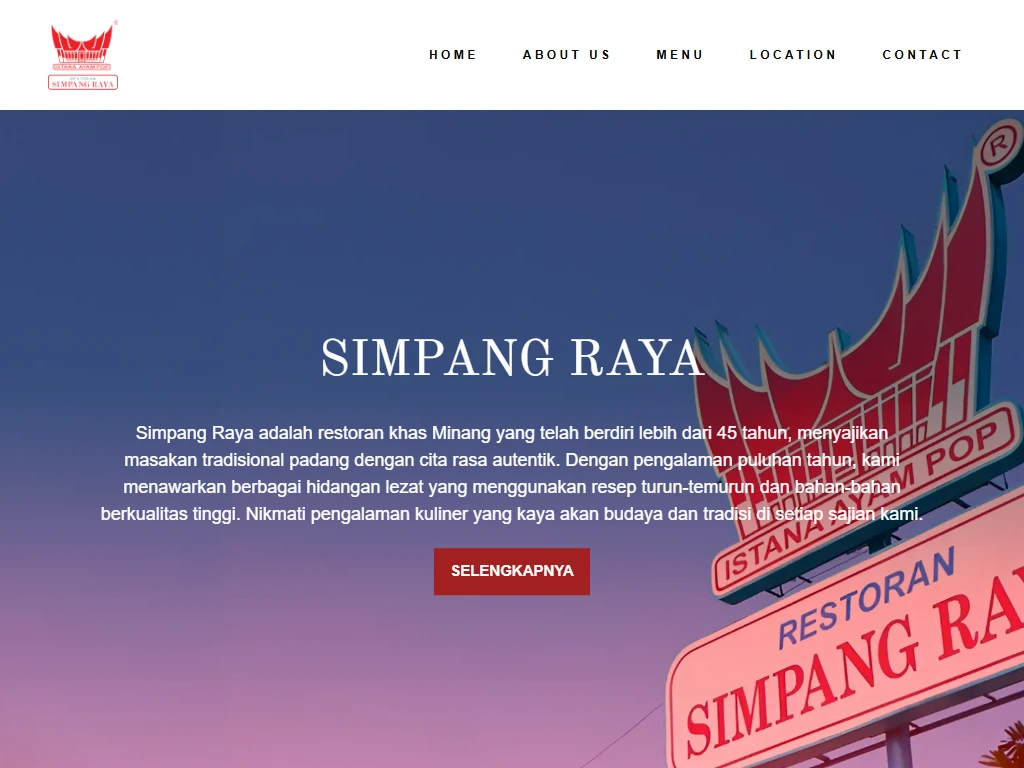 ISTANA AYAM POP
SIMPANG RAYA
HOME ABOUT US MENU LOCATION CONTACT
®
SIMPANG RAYA
Simpang Raya adalah restoran khas Minang yang telah berdiri lebih dari 45 tahun, menyajikan
masakan tradisional padang dengan cita rasa autentik. Dengan pengalaman puluhan tahun, kami
menawarkan berbagai hidangan lezat yang menggunakan resep turun-temurun dan bahan-bahan
berkualitas tinggi. Nikmati pengalaman kuliner yang kaya akan budaya dan tradisi di setiap sajian kami.
SELENGKAPNYA
ISTANA AYAM POP
RESTORAN
SIMPANG RA